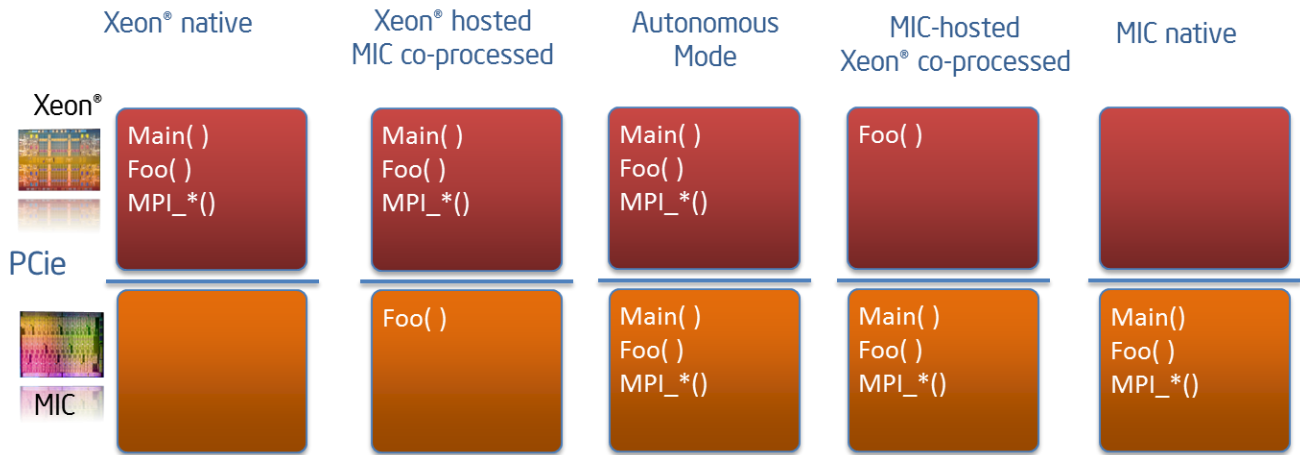 Xeon® native
Xeon® hosted
MIC co-processed
Autonomous
Mode
MIC-hosted
Xeon® co-processed
MIC native
Xeon®
Main( )
Foo( )
MPI_*()
Main( )
Foo( )
MPI_*()
Main( )
Foo( )
MPI_*()
Foo( )
PCie
MIC
Foo( )
Main( )
Foo( )
MPI_*()
Main( )
Foo( )
MPI_*()
Main()
Foo( )
MPI_*()